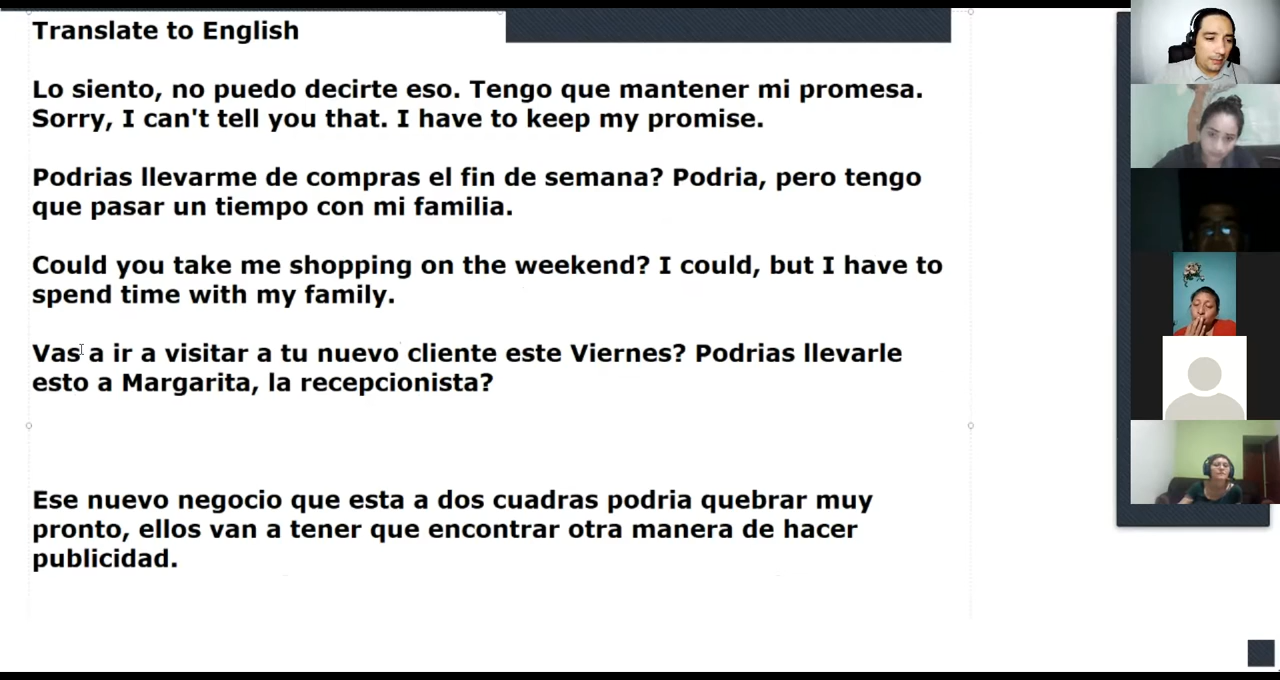 Translate to English
Lo siento, no puedo decirte eso. Tengo que mantener mi promesa.
Sorry, I can't tell you that. I have to keep my promise.
Podrias llevarme de compras el fin de semana? Podria, pero tengo
que pasar un tiempo con mi familia.
Could you take me shopping on the weekend? I could, but I have to
spend time with my family.
Vas a ir a visitar a tu nuevo cliente este Viernes? Podrias llevarle
esto a Margarita, la recepcionista?
Ese nuevo negocio que esta a dos cuadras podria quebrar muy
pronto, ellos van a tener que encontrar otra manera de hacer
publicidad.